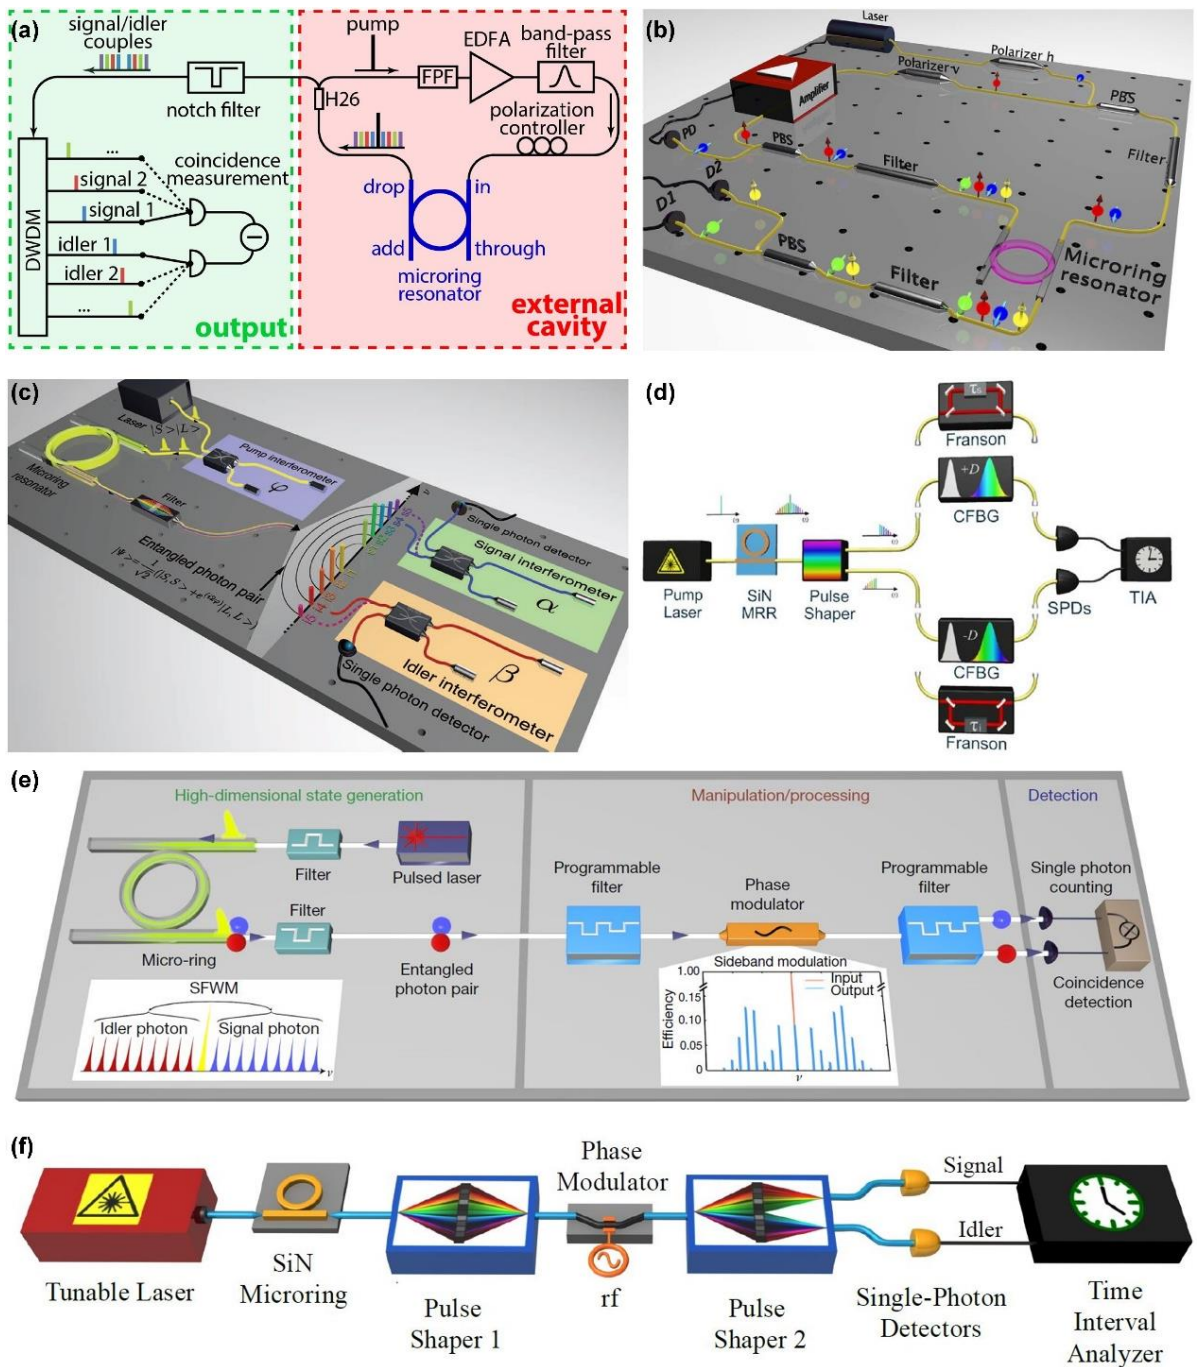 (a)
signal/idler
couples
notch filter
DWDM
...
signal 2
signal 1
idler 1
idler 2
...
coincidence
measurement
output
pump
H26
FPF
EDFA
band-pass
filter
polarization
controller
drop
in
add
through
microring
resonator
external
cavity
(b)
Laser
Polarizer h
Polarizer v
Amplifier
PBS
PD
PBS
Filter
Filter
D2
D1
PBS
Filter
Microring
resonator
(c)
Laser
|S>|L>
Pump interferometer
φ
Microring
resonator
Filter
Entangled photon pair
Single photon detector
Signal interferometer
α
β
Idler interferometer
Single photon detector
(d)
τs
Franson
+D
CFBG
ω
ω
ω
ω
Pump
Laser
SiN
MRR
Pulse
Shaper
SPDs
TIA
-D
CFBG
τi
Franson
(e)
High-dimensional state generation
Manipulation/processing
Detection
Filter
Pulsed laser
Filter
Micro-ring
Entangled
photon pair
SFWM
Idler photon
Signal photon
ν
Programmable
filter
Phase
modulator
Programmable
filter
Single photon
counting
Coincidence
detection
Sideband modulation
1.00
0.15
0.10
0.05
0
Efficiency
Input
Output
ν
(f)
Tunable Laser
SiN
Microring
Pulse
Shaper 1
Phase
Modulator
rf
Pulse
Shaper 2
Signal
Idler
Single-Photon
Detectors
Time
Interval
Analyzer